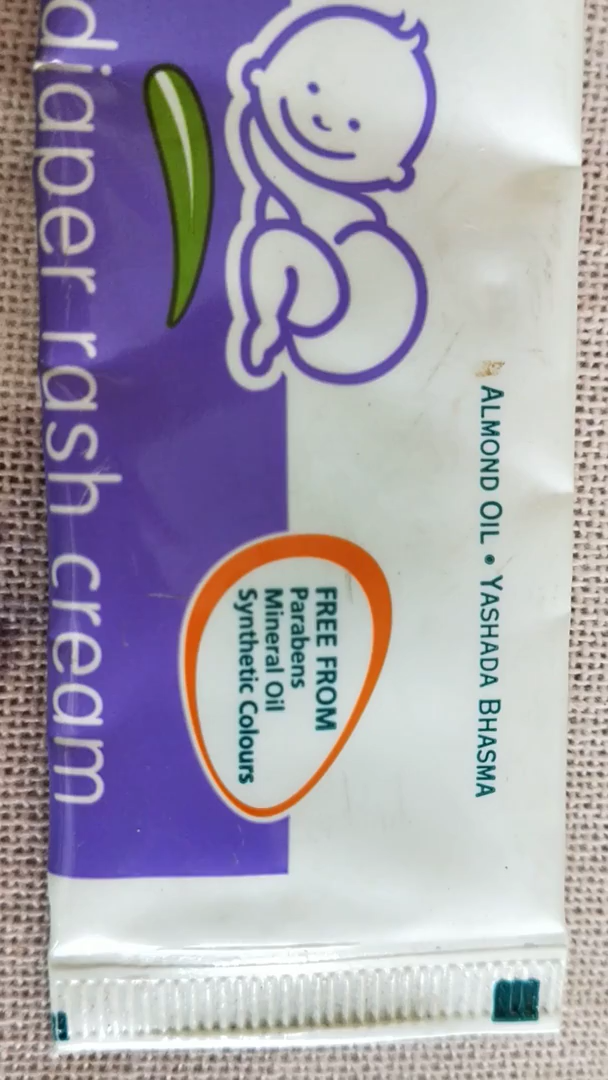 ALMOND OIL • YASHADA BHASMA
FREE FROM
Parabens
Mineral Oil
Synthetic Colours
diaper rash cream